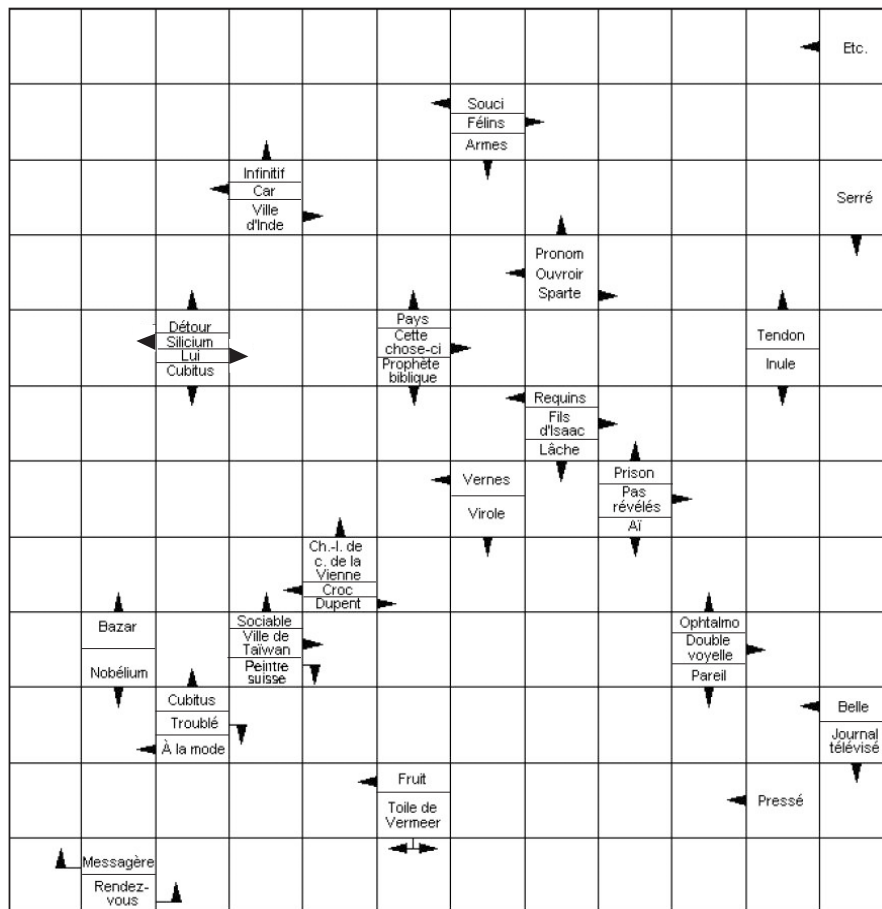 Etc.
Souci
Félins
Armes
Infinitif
Car
Ville
d'Inde
Serré
Pronom
Ouvroir
Sparte
Détour
Silicium
Lui
Cubitus
Pays
Cette
chose-ci
Prophète
biblique
Tendon
Inule
Requins
Fils
d'Isaac
Lâche
Vernes
Virole
Prison
Pas
révélés
Aï
Ch.-l. de
c. de la
Vienne
Croc
Dupent
Bazar
Nobélium
Sociable
Ville de
Taïwan
Peintre
suisse
Ophtalmo
Double
voyelle
Pareil
Cubitus
Troublé
À la mode
Belle
Journal
télévisé
Fruit
Toile de
Vermeer
Pressé
Messagère
Rendez-
vous